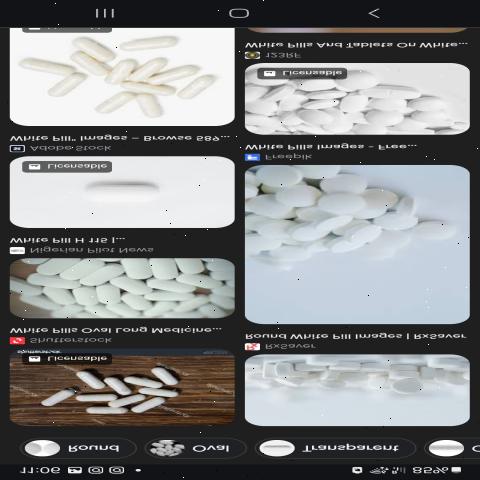 11:06
85%
Round
Oval
Transparent
Licensable
Shutterstock
White Pills Oval Long Medicine...
Nigerian Pilot News
White Pill H 115 |...
Licensable
Adobe Stock
White Pill" Images – Browse 589...
RxSaver
Round White Pill Images | RxSaver
Freepik
White Pills Images - Free...
Licensable
123RF
White Pills And Tablets On White...